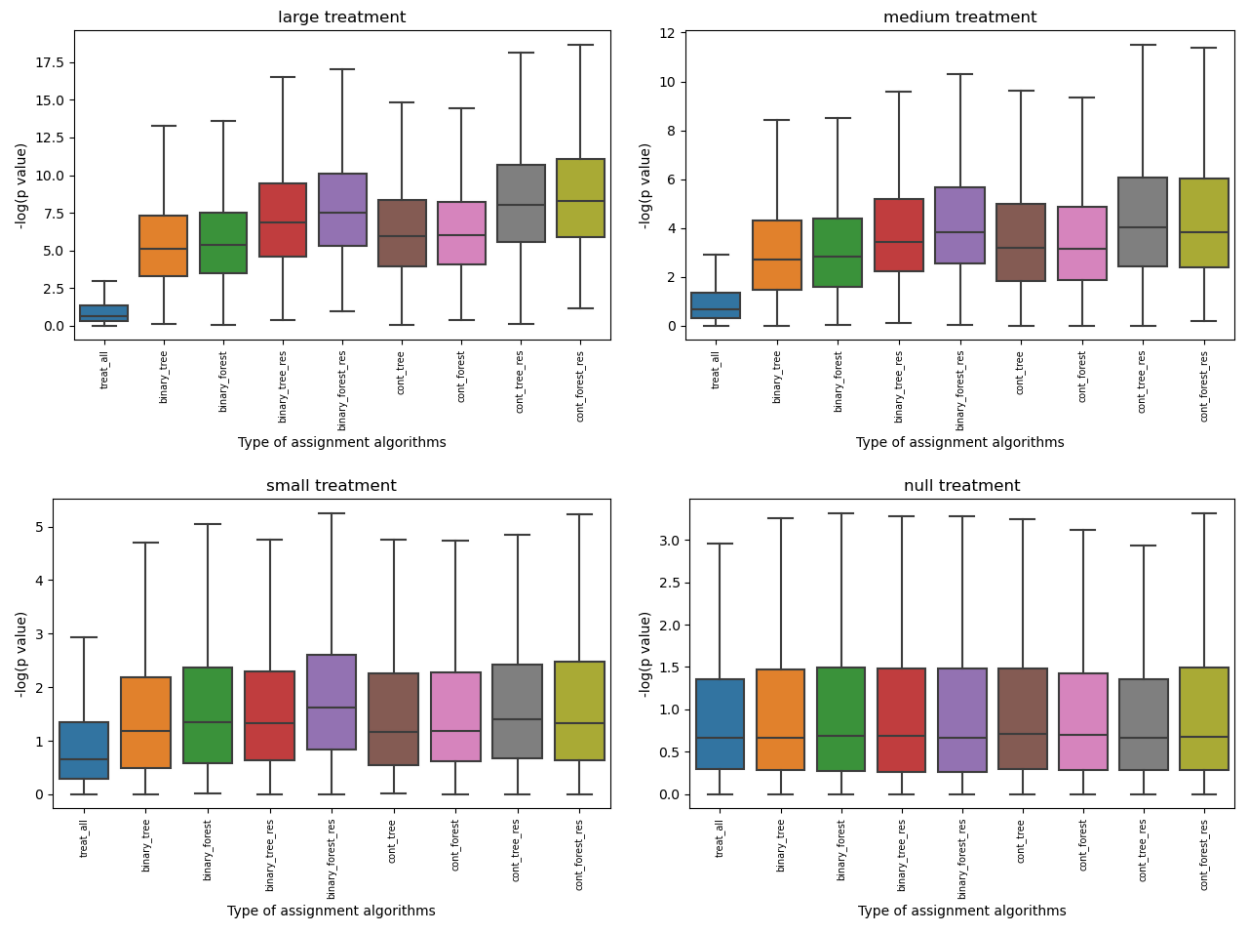 large treatment
-log(p value)
17.5
15.0
12.5
10.0
7.5
5.0
2.5
0.0
treat_all
binary_tree
binary_forest
binary_tree_res
binary_forest_res
cont_tree
cont_forest
cont_tree_res
cont_forest_res
Type of assignment algorithms
medium treatment
-log(p value)
12
10
8
6
4
2
0
treat_all
binary_tree
binary_forest
binary_tree_res
binary_forest_res
cont_tree
cont_forest
cont_tree_res
cont_forest_res
Type of assignment algorithms
small treatment
-log(p value)
5
4
3
2
1
0
treat_all
binary_tree
binary_forest
binary_tree_res
binary_forest_res
cont_tree
cont_forest
cont_tree_res
cont_forest_res
Type of assignment algorithms
null treatment
-log(p value)
3.0
2.5
2.0
1.5
1.0
0.5
0.0
treat_all
binary_tree
binary_forest
binary_tree_res
binary_forest_res
cont_tree
cont_forest
cont_tree_res
cont_forest_res
Type of assignment algorithms